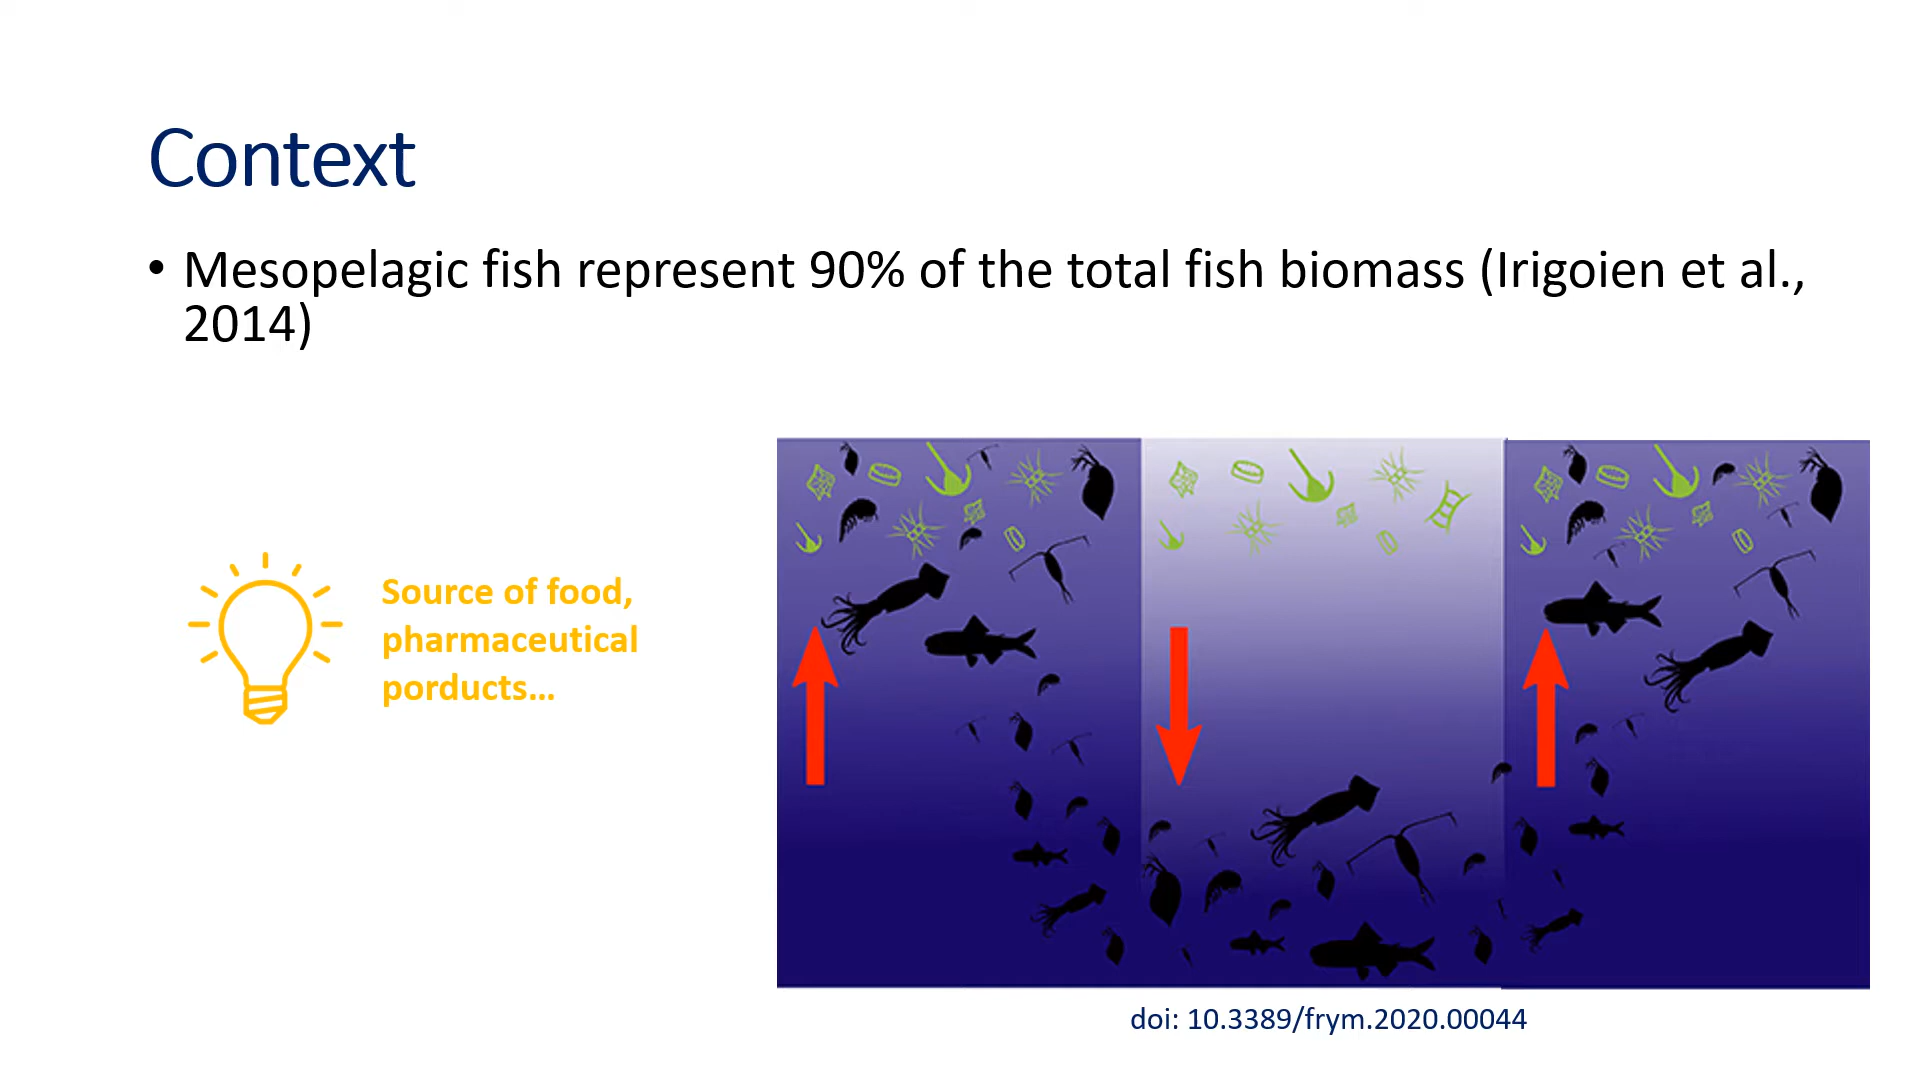 Context
• Mesopelagic fish represent 90% of the total fish biomass (Irigoien et al.,
2014)
Source of food,
pharmaceutical
porducts...
doi: 10.3389/frym.2020.00044